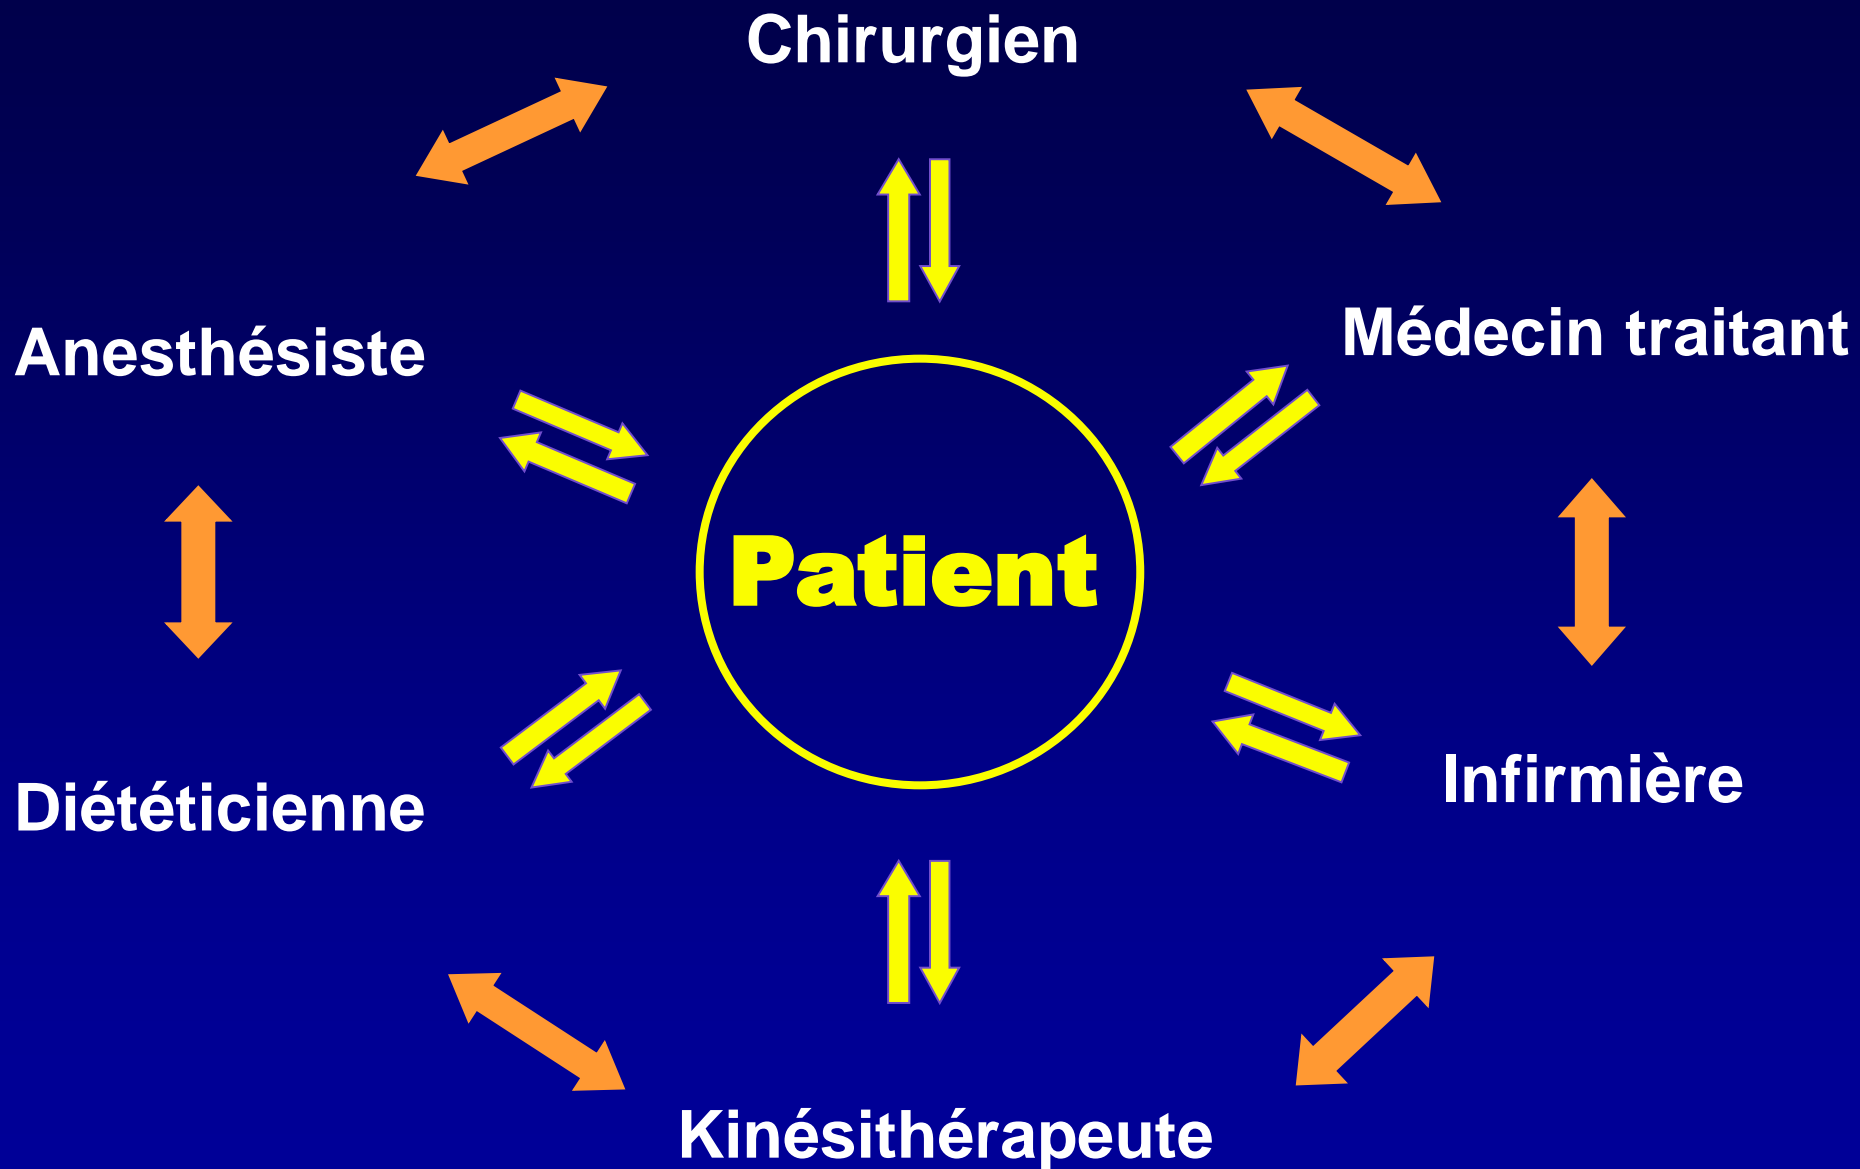 Chirurgien
Anesthésiste
Médecin traitant
Patient
Diététicienne
Infirmière
Kinésithérapeute